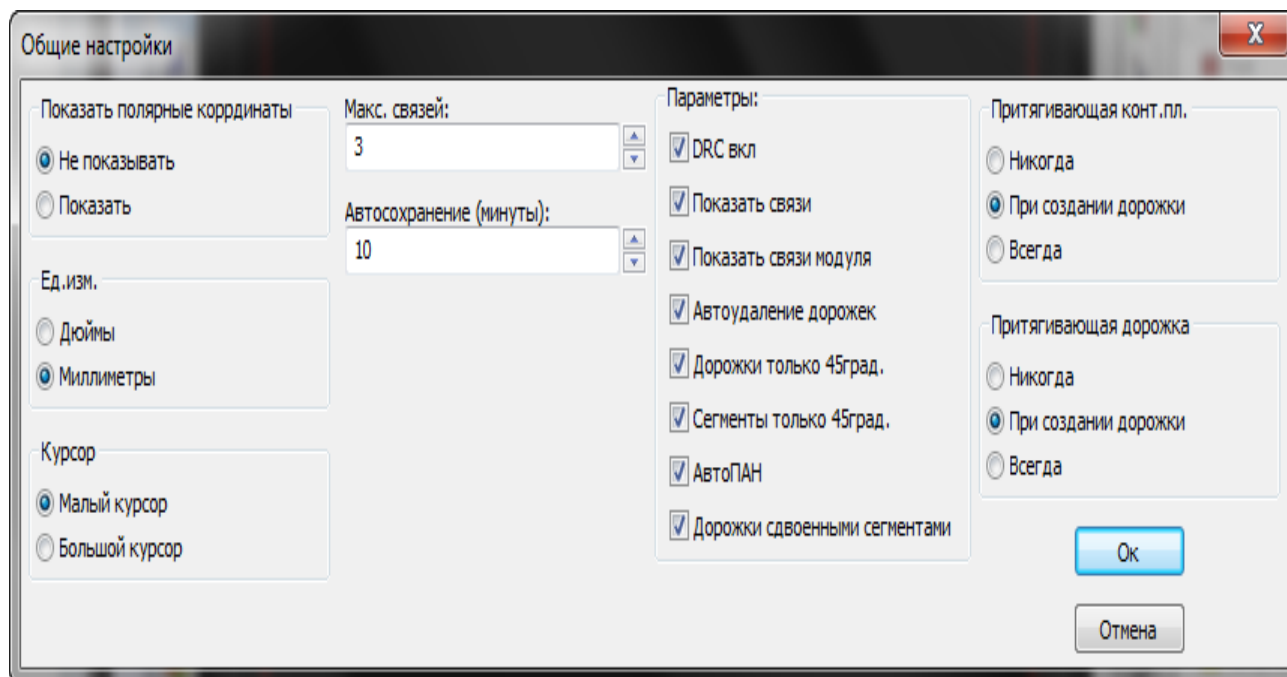 Общие настройки
Показать полярные коррдинаты
Не показывать
Показать
Ед.изм.
Дюймы
Миллиметры
Курсор
Малый курсор
Большой курсор
Макс. связей:
3
Автосохранение (минуты):
10
Параметры:
DRC вкл
Показать связи
Показать связи модуля
Автоудаление дорожек
Дорожки только 45град.
Сегменты только 45град.
АвтоПАН
Дорожки сдвоенными сегментами
Притягивающая конт.пл.
Никогда
При создании дорожки
Всегда
Притягивающая дорожка
Никогда
При создании дорожки
Всегда
Ок
Отмена